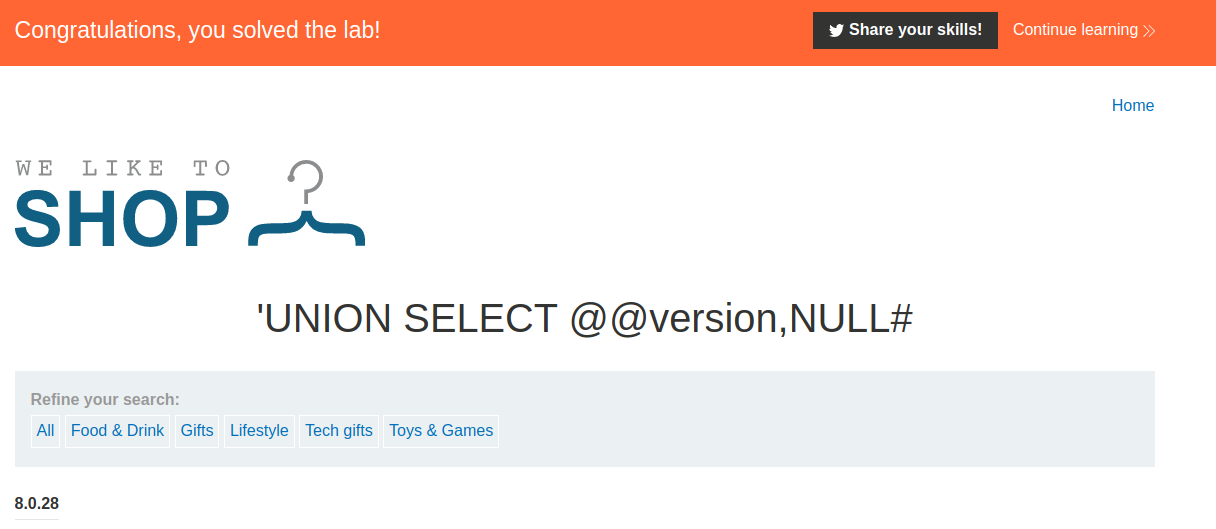 Congratulations, you solved the lab!
Share your skills!
Continue learning
Home
WE LIKE TO
SHOP
'UNION SELECT @@version,NULL#
Refine your search:
All Food & Drink Gifts Lifestyle Tech gifts Toys & Games
8.0.28